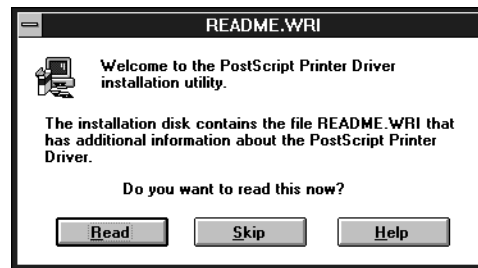 README.WRI
Welcome to the PostScript Printer Driver
installation utility.
The installation disk contains the file README.WRI that
has additional information about the PostScript Printer
Driver.
Do you want to read this now?
Read
Skip
Help